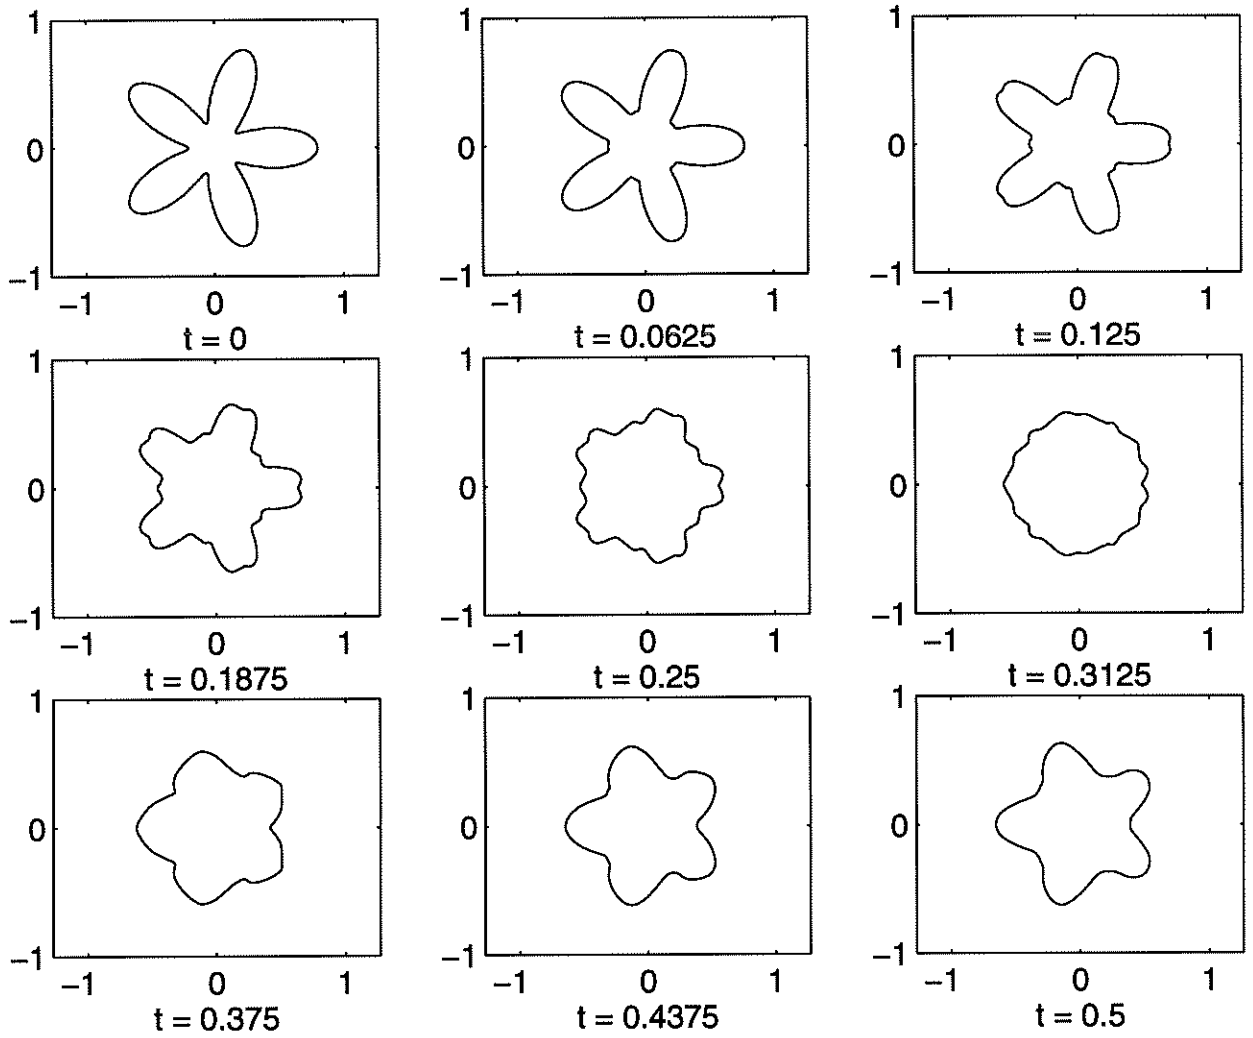 1 1 1
0 0 0
−1 −1 −1
−1 0 1 −1 0 1 −1 0 1
t = 0 t = 0.0625 t = 0.125
1 1 1
0 0 0
−1 −1 −1
−1 0 1 −1 0 1 −1 0 1
t = 0.1875 t = 0.25 t = 0.3125
1 1 1
0 0 0
−1 −1 −1
−1 0 1 −1 0 1 −1 0 1
t = 0.375 t = 0.4375 t = 0.5